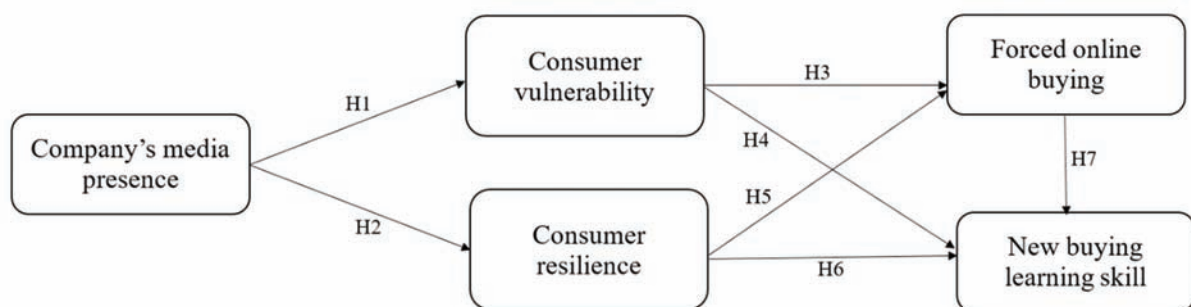 Company’s media
presence
H1
H2
Consumer
vulnerability
Consumer
resilience
H3
H4
H5
H6
Forced online
buying
H7
New buying
learning skill